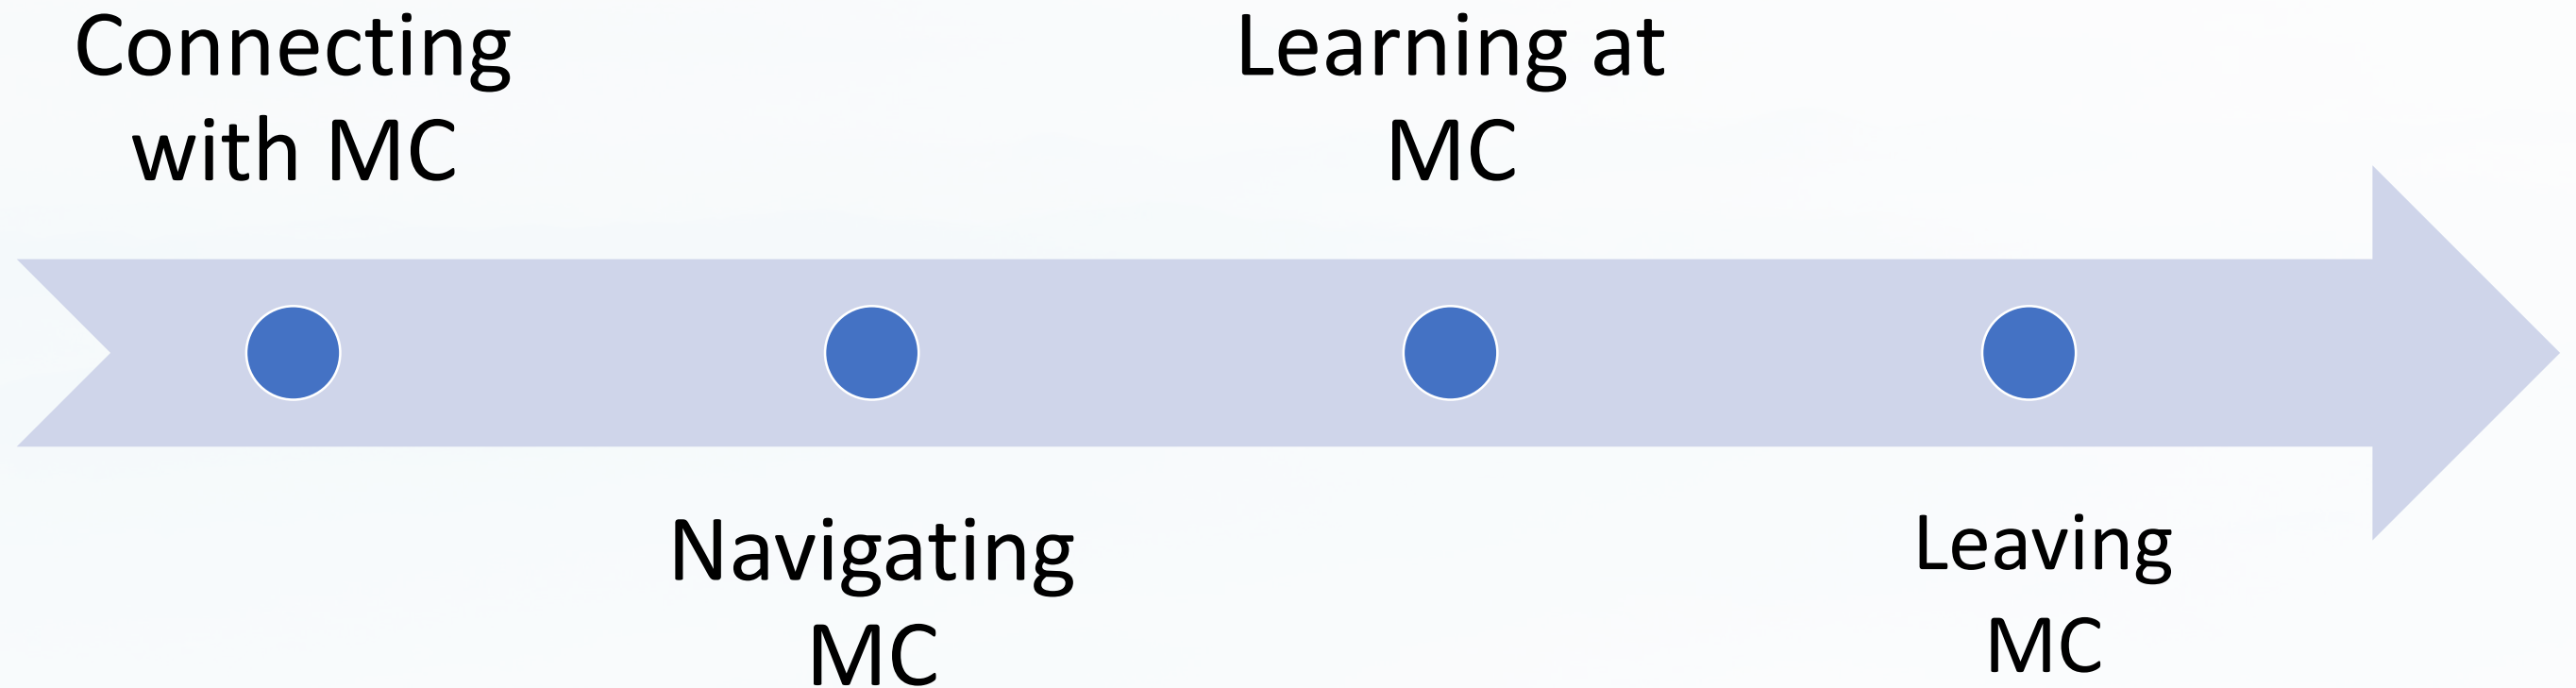 Connecting
with MC
Navigating
MC
Learning at
MC
Leaving
MC